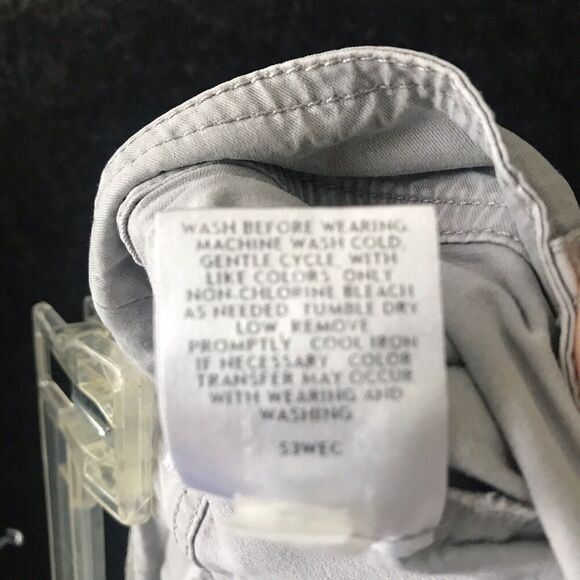 WASH BEFORE WEARING.
MACHINE WASH COLD,
GENTLE CYCLE, WITH
LIKE COLORS. ONLY
NON-CHLORINE BLEACH
AS NEEDED. TUMBLE DRY
LOW. REMOVE
PROMPTLY. COOL IRON
IF NECESSARY. COLOR
TRANSFER MAY OCCUR
WITH WEARING AND
WASHING
53WEC